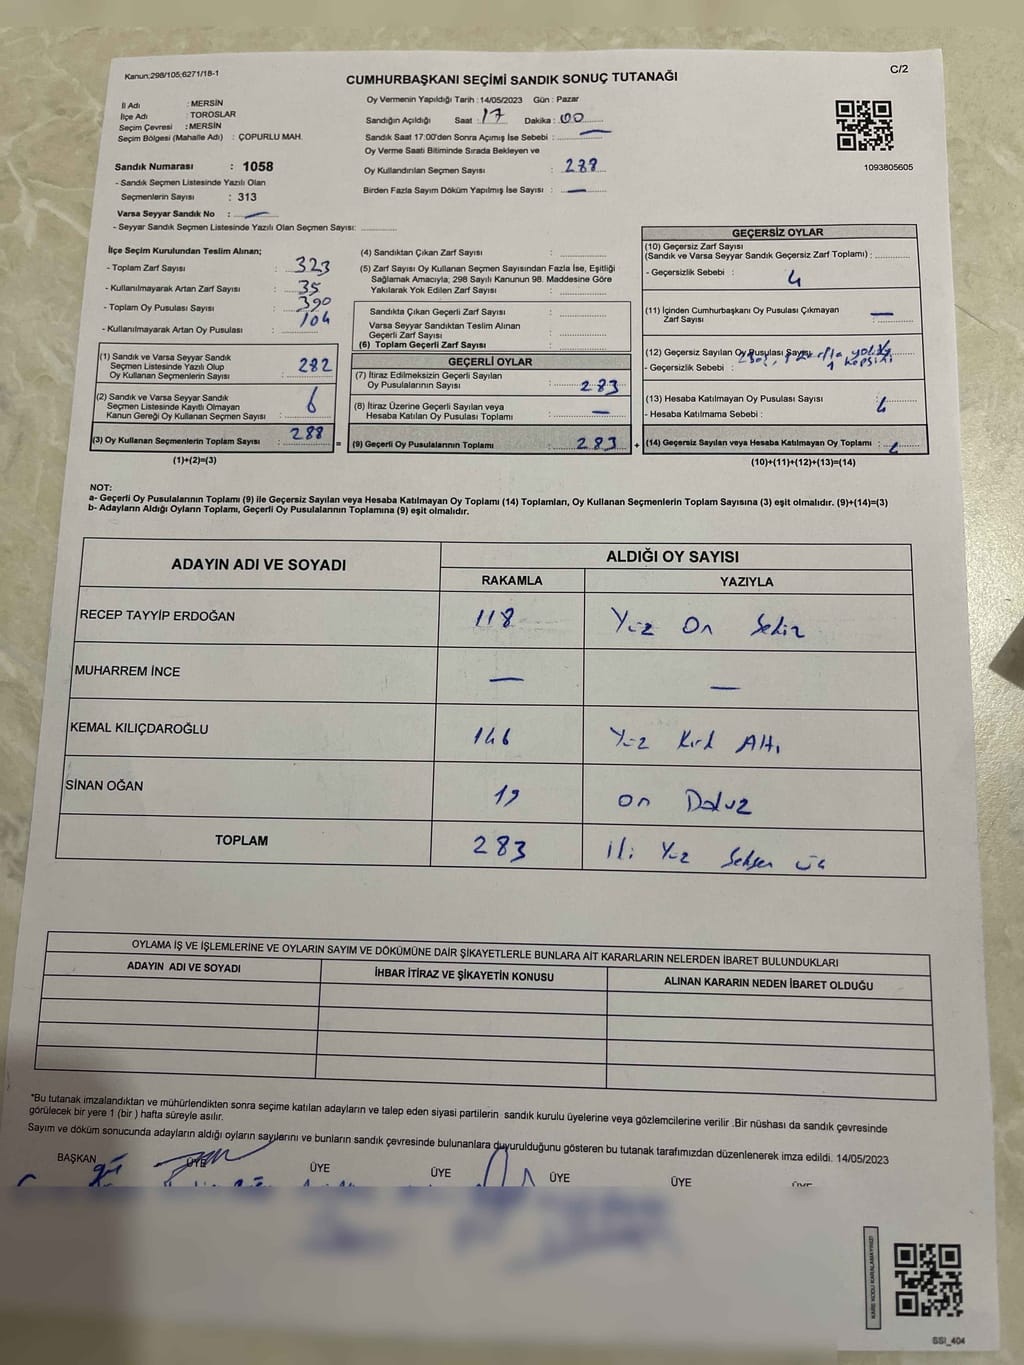 Kanun:298/105;6271/18-1
CUMHURBAŞKANI SEÇİMİ SANDIK SONUÇ TUTANAĞI
C/2
İl Adı : MERSİN
İlçe Adı : TOROSLAR
Seçim Çevresi : MERSİN
Seçim Bölgesi (Mahalle Adı) : ÇOPURLU MAH.
Sandık Numarası : 1058
- Sandık Seçmen Listesinde Yazılı Olan
Seçmenlerin Sayısı : 313
Varsa Seyyar Sandık No : —
- Seyyar Sandık Seçmen Listesinde Yazılı Olan Seçmen Sayısı:
Oy Vermenin Yapıldığı Tarih : 14/05/2023 Gün : Pazar
Sandığın Açıldığı Saat : 17 Dakika : 00
Sandık Saat 17:00'den Sonra Açımış İse Sebebi : —
Oy Verme Saati Bitiminde Sırada Bekleyen ve
Oy Kullandırılan Seçmen Sayısı : 288
Birden Fazla Sayım Döküm Yapılmış İse Sayısı : —
1093805605
İlçe Seçim Kurulundan Teslim Alınan;
- Toplam Zarf Sayısı : 323
- Kullanılmayarak Artan Zarf Sayısı : 35
- Toplam Oy Pusulası Sayısı : 390
- Kullanılmayarak Artan Oy Pusulası : 104
(1) Sandık ve Varsa Seyyar Sandık
Seçmen Listesinde Yazılı Olup
Oy Kullanan Seçmenlerin Sayısı : 282
(2) Sandık ve Varsa Seyyar Sandık
Seçmen Listesinde Kayıtlı Olmayan
Kanun Gereği Oy Kullanan Seçmen Sayısı : 6
(3) Oy Kullanan Seçmenlerin Toplam Sayısı : 288
(1)+(2)=(3)
(4) Sandıktan Çıkan Zarf Sayısı :
(5) Zarf Sayısı Oy Kullanan Seçmen Sayısından Fazla İse, Eşitliği
Sağlamak Amacıyla; 298 Sayılı Kanunun 98. Maddesine Göre
Yakılarak Yok Edilen Zarf Sayısı :
Sandıkta Çıkan Geçerli Zarf Sayısı :
Varsa Seyyar Sandıktan Teslim Alınan
Geçerli Zarf Sayısı :
(6) Toplam Geçerli Zarf Sayısı :
GEÇERLİ OYLAR
(7) İtiraz Edilmeksizin Geçerli Sayılan
Oy Pusulalarının Sayısı : 283
(8) İtiraz Üzerine Geçerli Sayılan veya
Hesaba Katılan Oy Pusulası Toplamı : —
= (9) Geçerli Oy Pusulalarının Toplamı : 283
GEÇERSİZ OYLAR
(10) Geçersiz Zarf Sayısı
(Sandık ve Varsa Seyyar Sandık Geçersiz Zarf Toplamı) :
- Geçersizlik Sebebi : 4
(11) İçinden Cumhurbaşkanı Oy Pusulası Çıkmayan
Zarf Sayısı —
(12) Geçersiz Sayılan Oy Pusulası Sayısı
- Geçersizlik Sebebi :
(13) Hesaba Katılmayan Oy Pusulası Sayısı
- Hesaba Katılmama Sebebi :
+ (14) Geçersiz Sayılan veya Hesaba Katılmayan Oy Toplamı :
(10)+(11)+(12)+(13)=(14)
NOT:
a- Geçerli Oy Pusulalarının Toplamı (9) ile Geçersiz Sayılan veya Hesaba Katılmayan Oy Toplamı (14) Toplamları, Oy Kullanan Seçmenlerin Toplam Sayısına (3) eşit olmalıdır. (9)+(14)=(3)
b- Adayların Aldığı Oyların Toplamı, Geçerli Oy Pusulalarının Toplamına (9) eşit olmalıdır.
ADAYIN ADI VE SOYADI
ALDIĞI OY SAYISI
RAKAMLA YAZIYLA
RECEP TAYYİP ERDOĞAN 118 Yüz On Sekiz
MUHARREM İNCE — —
KEMAL KILIÇDAROĞLU 146 Yüz Kırk Altı
SİNAN OĞAN 19 On Dokuz
TOPLAM 283 İki Yüz Seksen üç
OYLAMA İŞ VE İŞLEMLERİNE VE OYLARIN SAYIM VE DÖKÜMÜNE DAİR ŞİKAYETLERLE BUNLARA AİT KARARLARIN NELERDEN İBARET BULUNDUKLARI
ADAYIN ADI VE SOYADI İHBAR İTİRAZ VE ŞİKAYETİN KONUSU ALINAN KARARIN NEDEN İBARET OLDUĞU
*Bu tutanak imzalandıktan ve mühürlendikten sonra seçime katılan adayların ve talep eden siyasi partilerin sandık kurulu üyelerine veya gözlemcilerine verilir .Bir nüshası da sandık çevresinde
görülecek bir yere 1 (bir ) hafta süreyle asılır.
Sayım ve döküm sonucunda adayların aldığı oyların sayılarını ve bunların sandık çevresinde bulunanlara duyurulduğunu gösteren bu tutanak tarafımızdan düzenlenerek imza edildi. 14/05/2023
BAŞKAN ÜYE ÜYE ÜYE ÜYE ÜYE
KARE KODU KARALAMAYINIZ!
SSI_404